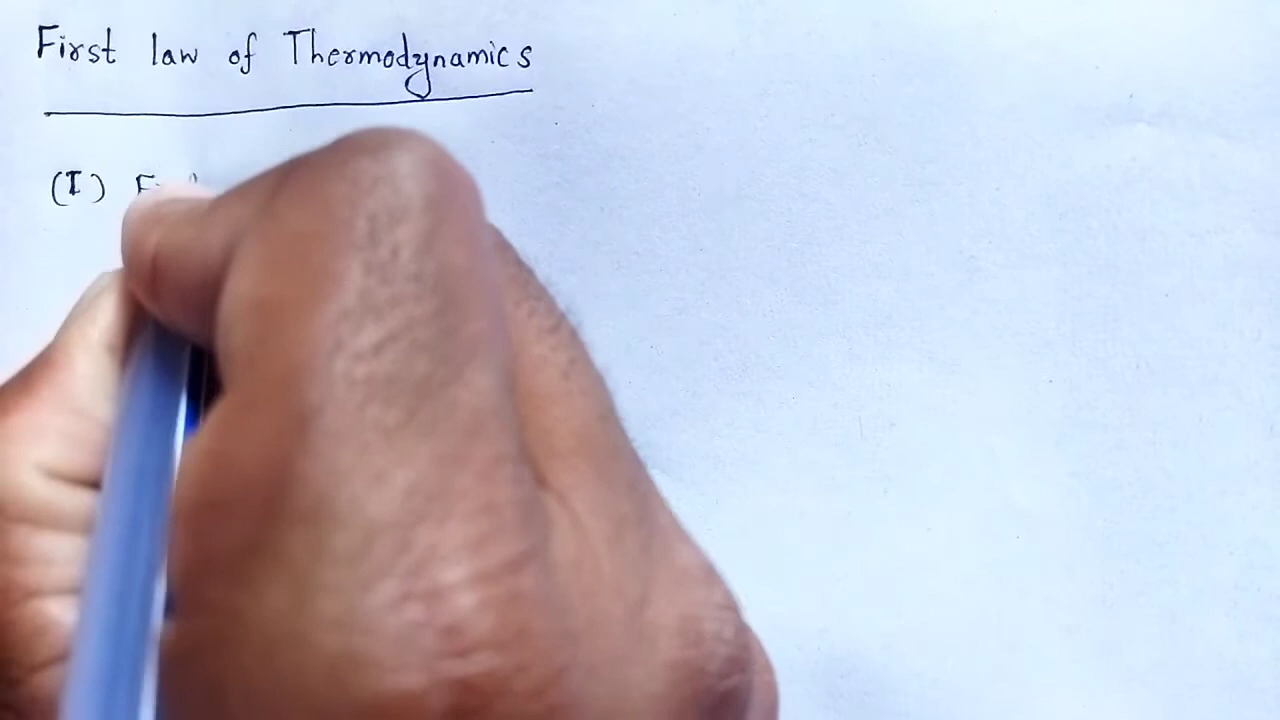 First law of Thermodynamics
(I)